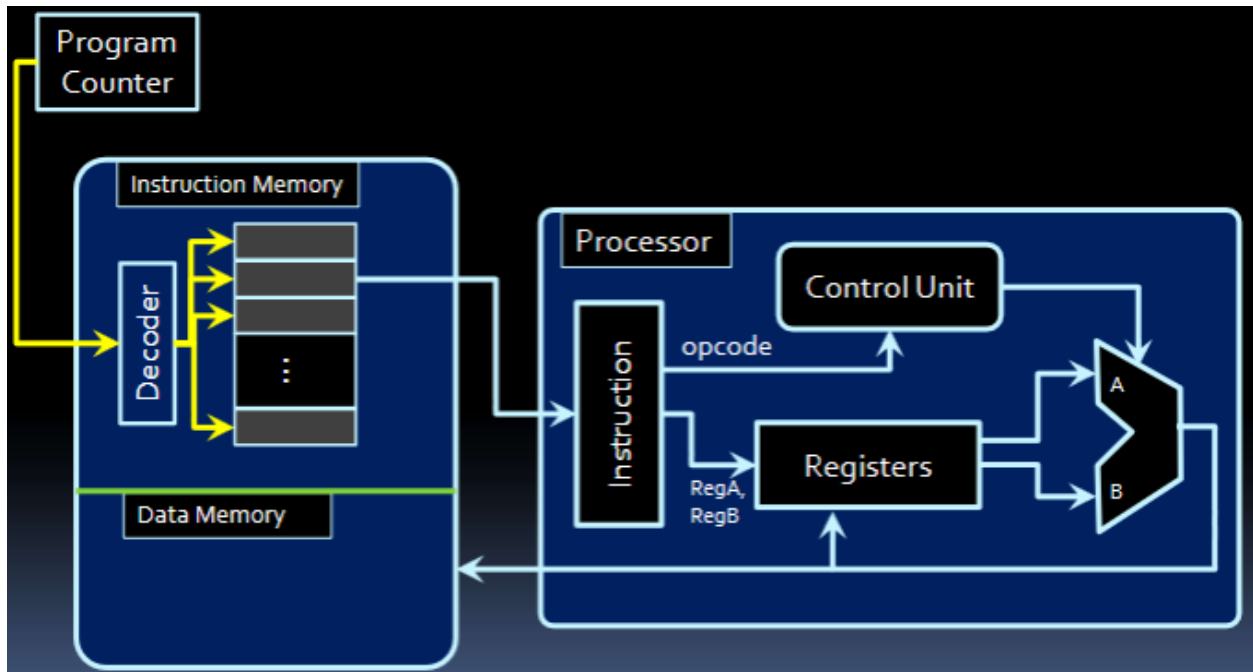 Program
Counter
Instruction Memory
Decoder
...
Data Memory
Processor
Control Unit
Instruction
opcode
RegA,
RegB
Registers
A
B